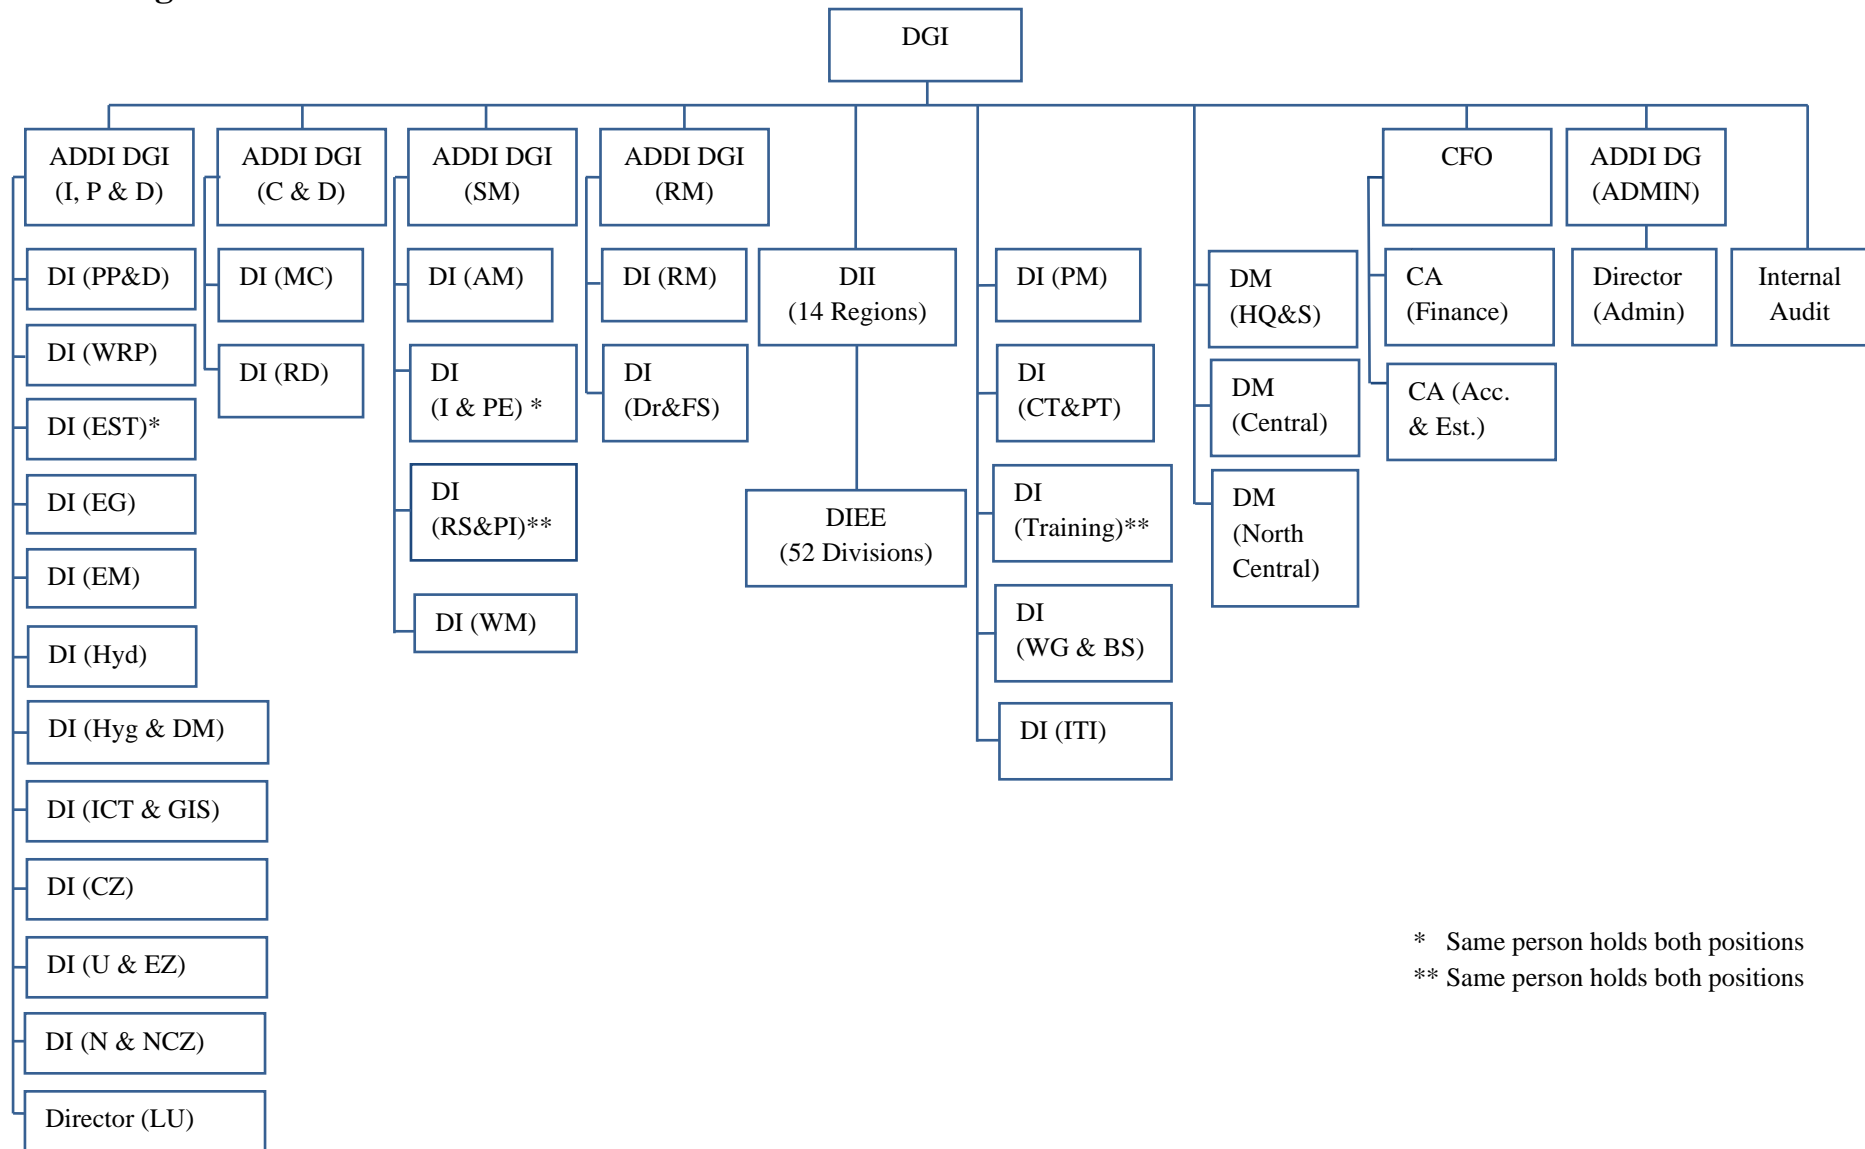 DGI
ADDI DGI
(I, P & D)
ADDI DGI
(C & D)
ADDI DGI
(SM)
ADDI DGI
(RM)
CFO
ADDI DG
(ADMIN)
DI (PP&D)
DI (WRP)
DI (EST)*
DI (EG)
DI (EM)
DI (Hyd)
DI (Hyg & DM)
DI (ICT & GIS)
DI (CZ)
DI (U & EZ)
DI (N & NCZ)
Director (LU)
DI (MC)
DI (RD)
DI (AM)
DI
(I & PE) *
DI
(RS&PI)**
DI (WM)
DI (RM)
DI
(Dr&FS)
DII
(14 Regions)
DIEE
(52 Divisions)
DI (PM)
DI
(CT&PT)
DI
(Training)**
DI
(WG & BS)
DI (ITI)
DM
(HQ&S)
DM
(Central)
DM
(North
Central)
CA
(Finance)
CA (Acc.
& Est.)
Director
(Admin)
Internal
Audit
* Same person holds both positions
** Same person holds both positions